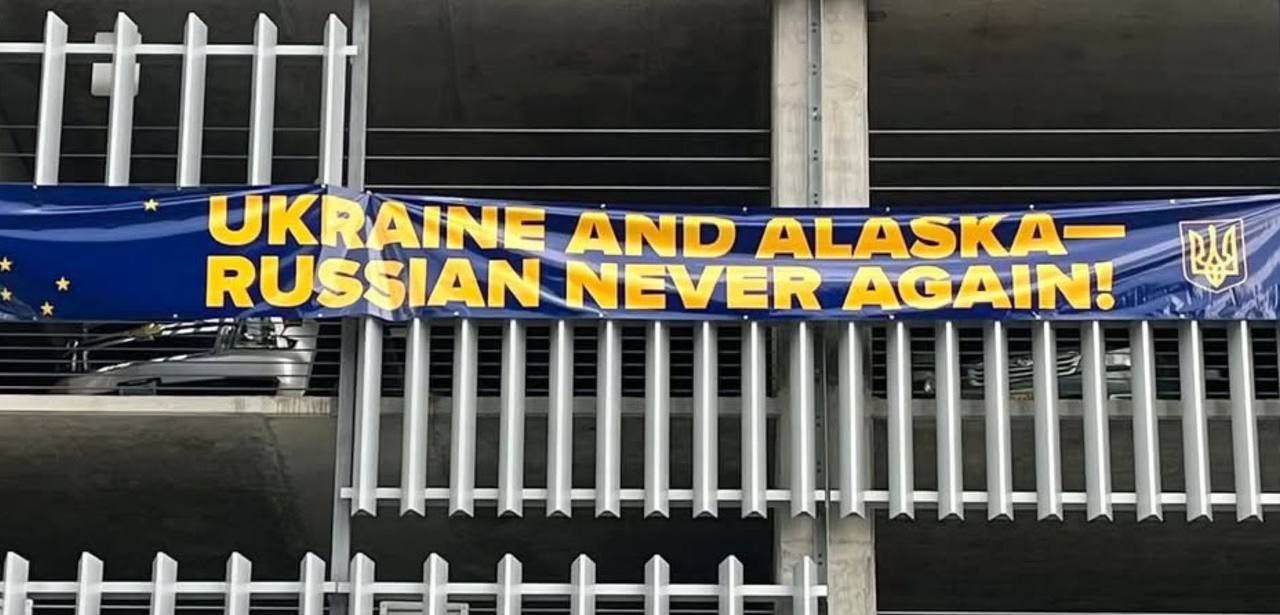 UKRAINE AND ALASKA—
RUSSIAN NEVER AGAIN!